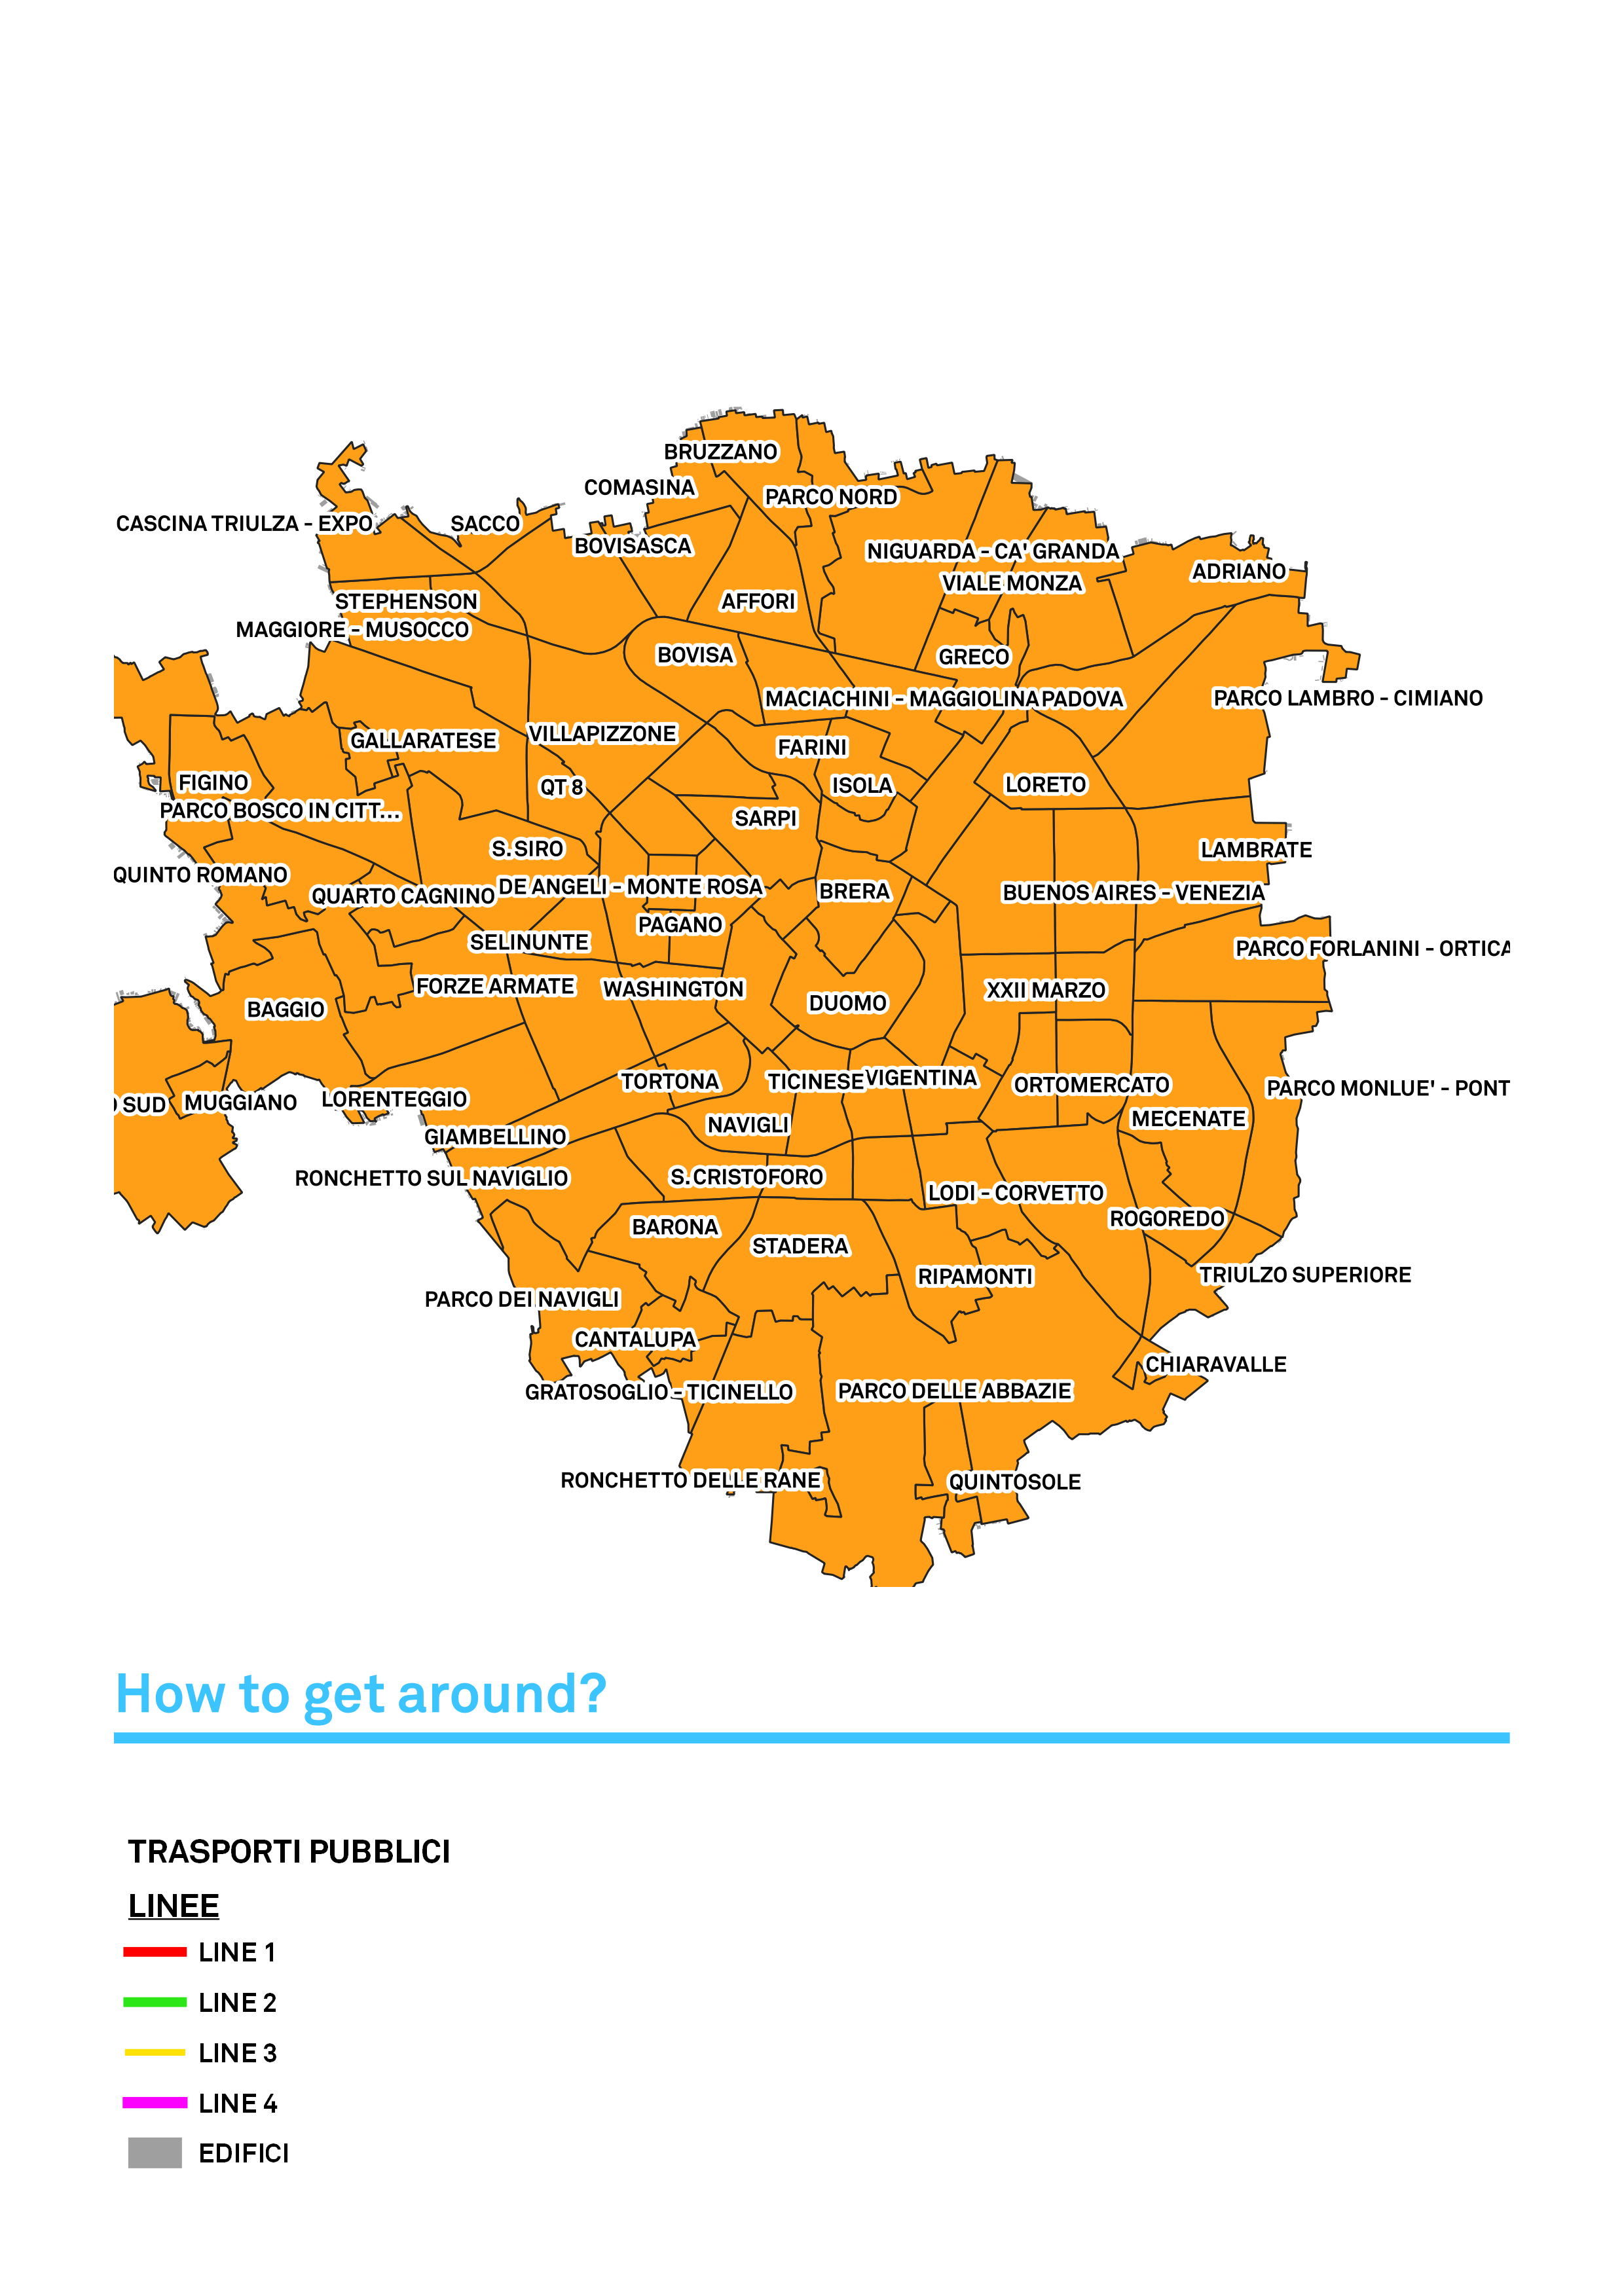 BRUZZANO
COMASINA
PARCO NORD
CASCINA TRIULZA - EXPO
SACCO
BOVISASCA
NIGUARDA - CA' GRANDA
ADRIANO
VIALE MONZA
STEPHENSON
AFFORI
MAGGIORE - MUSOCCO
BOVISA
GRECO
MACIACHINI - MAGGIOLINA
PADOVA
PARCO LAMBRO - CIMIANO
GALLARATESE
VILLAPIZZONE
FARINI
FIGINO
QT 8
ISOLA
LORETO
PARCO BOSCO IN CITT...
SARPI
S. SIRO
LAMBRATE
QUINTO ROMANO
QUARTO CAGNINO
DE ANGELI - MONTE ROSA
BRERA
BUENOS AIRES - VENEZIA
PAGANO
SELINUNTE
PARCO FORLANINI - ORTICA
FORZE ARMATE
WASHINGTON
XXII MARZO
BAGGIO
DUOMO
TORTONA
TICINESE
VIGENTINA
ORTOMERCATO
PARCO MONLUE' - PONT
O SUD
MUGGIANO
LORENTEGGIO
MECENATE
NAVIGLI
GIAMBELLINO
RONCHETTO SUL NAVIGLIO
S. CRISTOFORO
LODI - CORVETTO
BARONA
ROGOREDO
STADERA
RIPAMONTI
TRIULZO SUPERIORE
PARCO DEI NAVIGLI
CANTALUPA
CHIARAVALLE
GRATOSOGLIO - TICINELLO
PARCO DELLE ABBAZIE
RONCHETTO DELLE RANE
QUINTOSOLE
How to get around?
TRASPORTI PUBBLICI
LINEE
LINE 1
LINE 2
LINE 3
LINE 4
EDIFICI